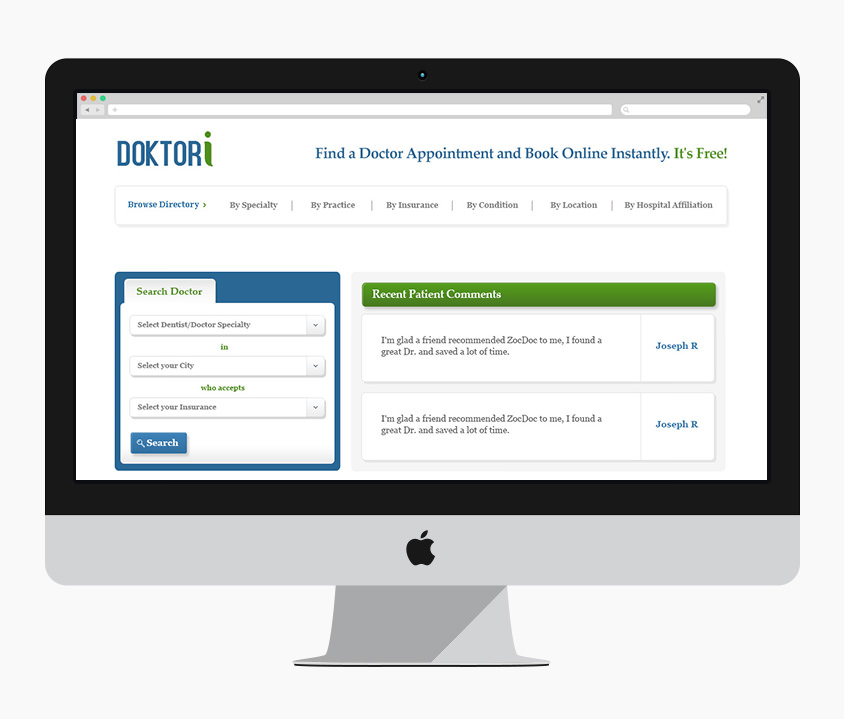 DOKTORi
Find a Doctor Appointment and Book Online Instantly. It's Free!
Browse Directory ›
By Specialty | By Practice | By Insurance | By Condition | By Location | By Hospital Affiliation
Search Doctor
Select Dentist/Doctor Specialty
in
Select your City
who accepts
Select your Insurance
Search
Recent Patient Comments
I'm glad a friend recommended ZocDoc to me, I found a
great Dr. and saved a lot of time.
Joseph R
I'm glad a friend recommended ZocDoc to me, I found a
great Dr. and saved a lot of time.
Joseph R